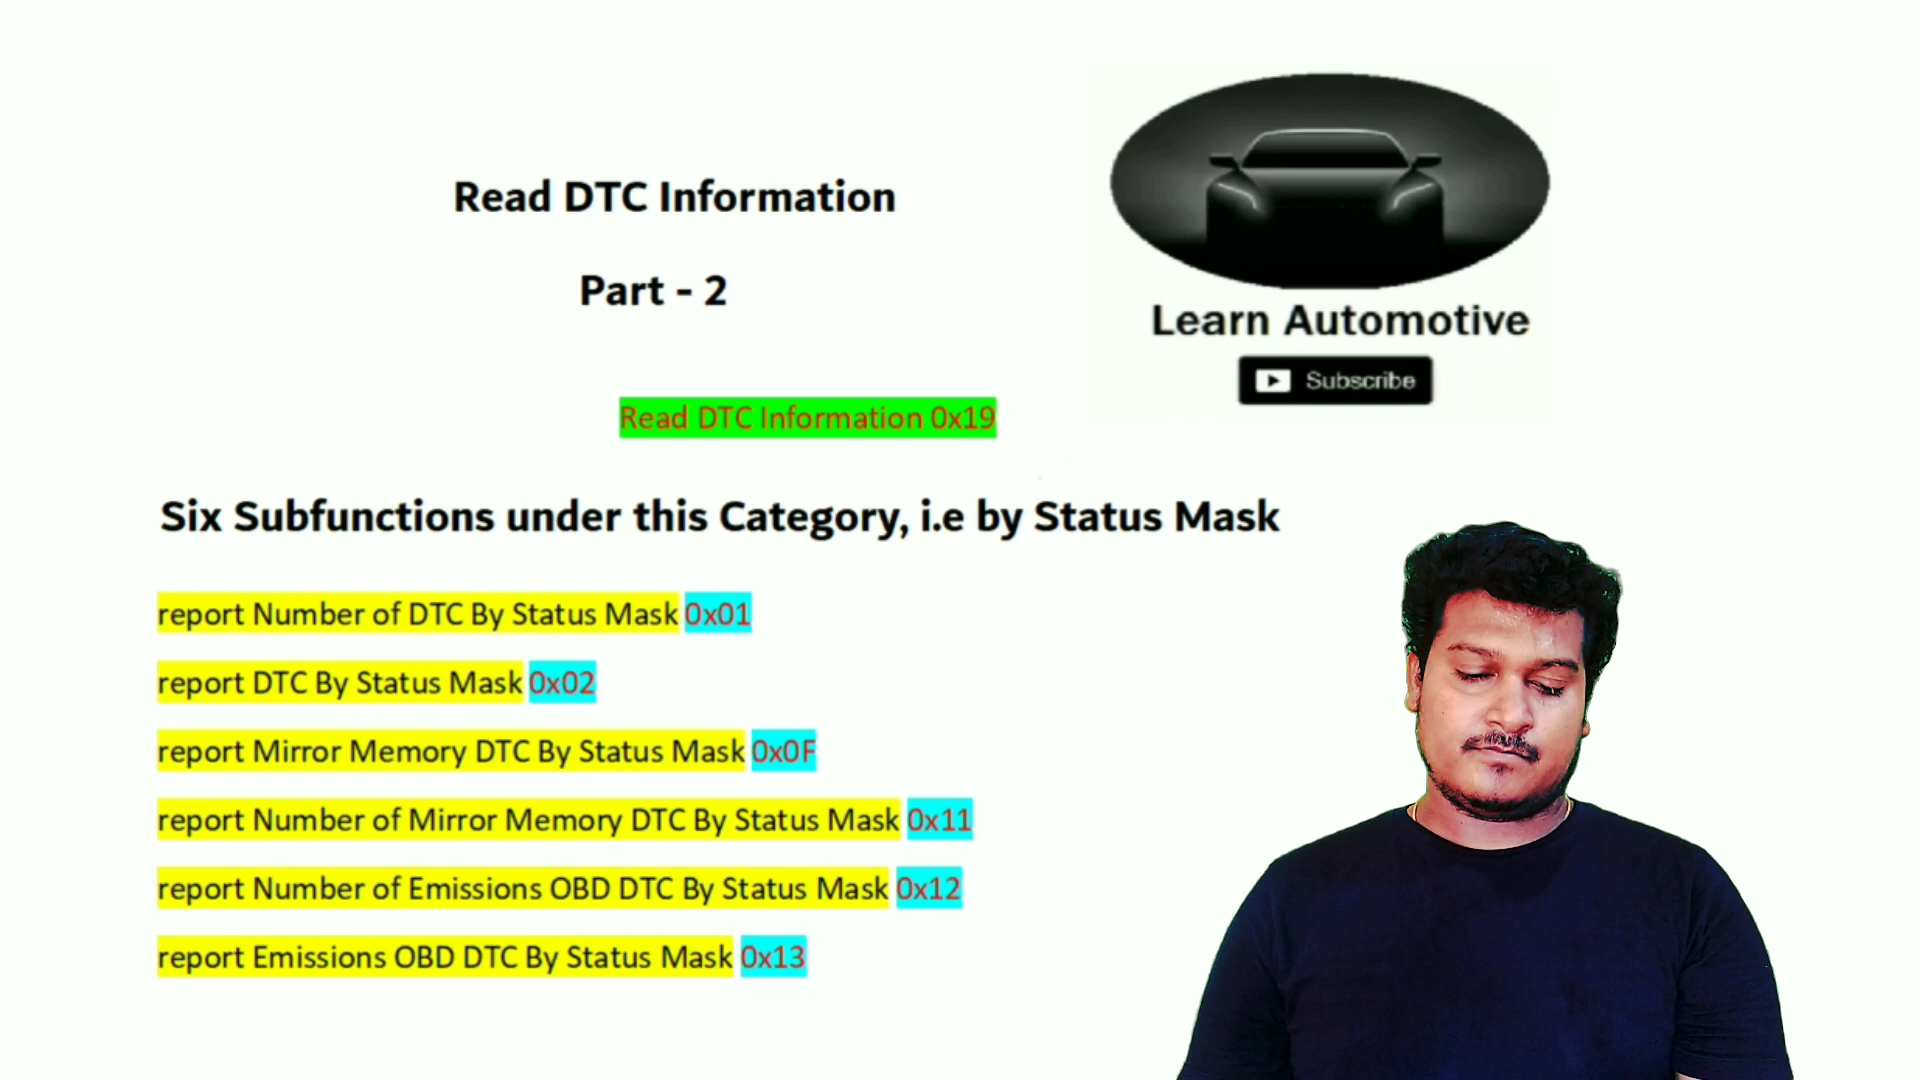 Read DTC Information
Part - 2
Learn Automotive
Subscribe
Read DTC Information 0x19
Six Subfunctions under this Category, i.e by Status Mask
report Number of DTC By Status Mask 0x01
report DTC By Status Mask 0x02
report Mirror Memory DTC By Status Mask 0x0F
report Number of Mirror Memory DTC By Status Mask 0x11
report Number of Emissions OBD DTC By Status Mask 0x12
report Emissions OBD DTC By Status Mask 0x13